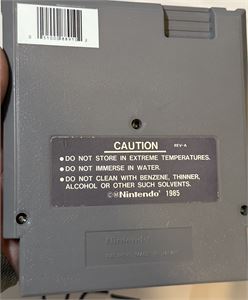 CAUTION REV-A
• DO NOT STORE IN EXTREME TEMPERATURES.
• DO NOT IMMERSE IN WATER.
• DO NOT CLEAN WITH BENZENE, THINNER,
ALCOHOL OR OTHER SUCH SOLVENTS.
©®Nintendo® 1985
Nintendo